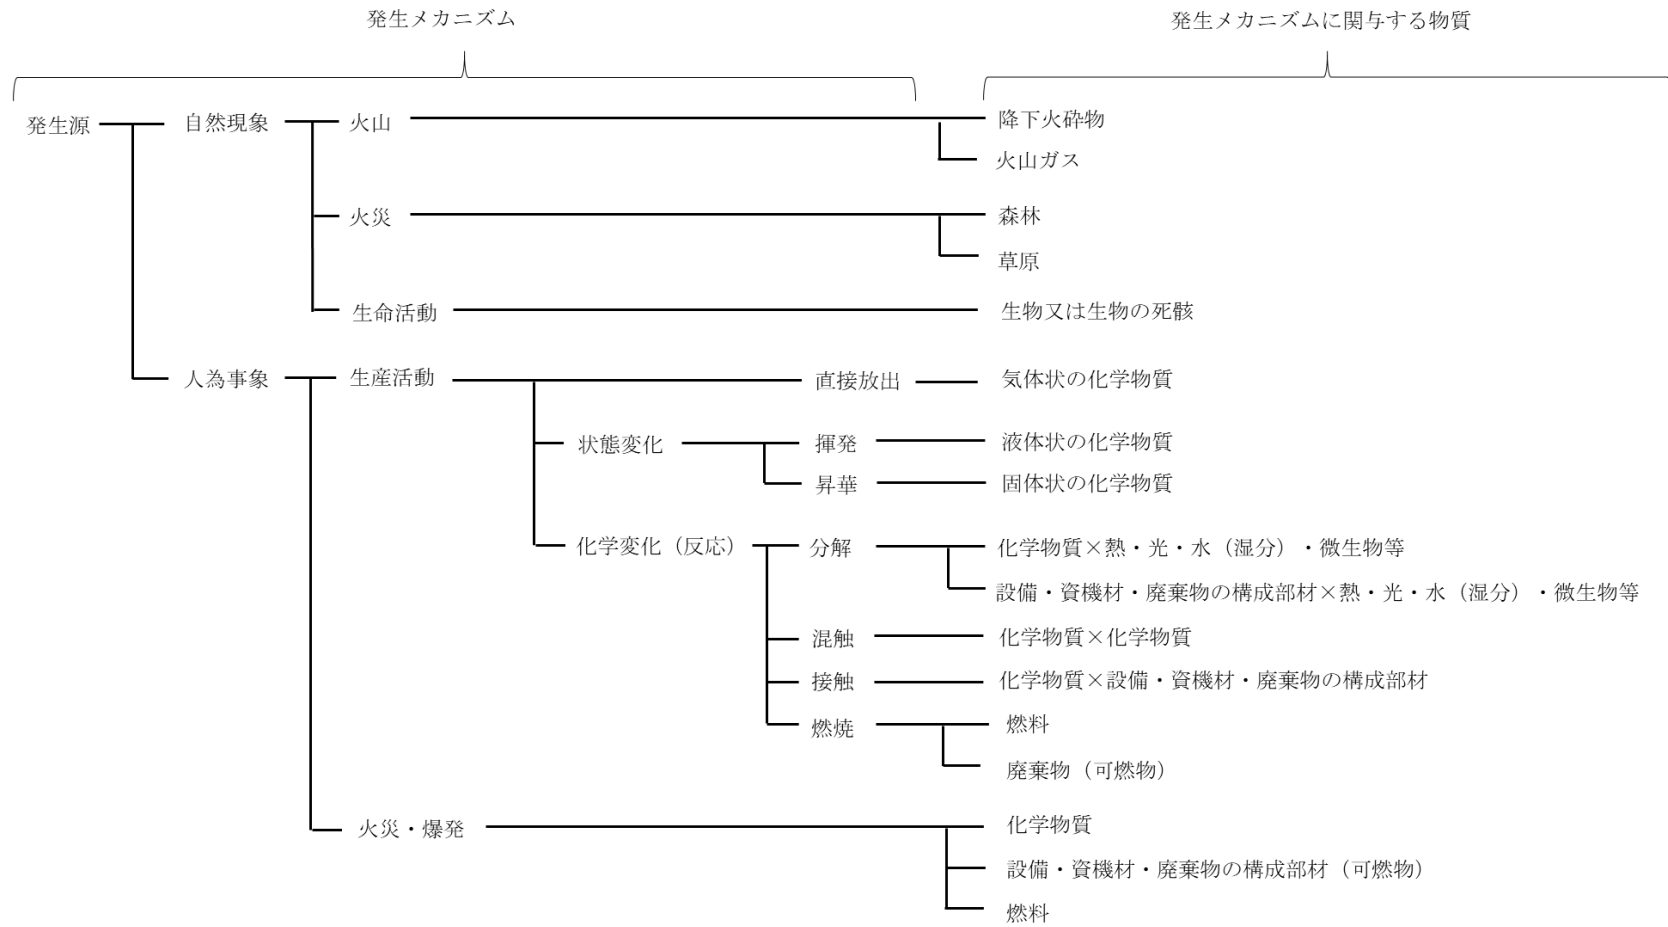 発生メカニズム
発生メカニズムに関与する物質
発生源
自然現象
火山
降下火砕物
火山ガス
火災
森林
草原
生命活動
生物又は生物の死骸
人為事象
生産活動
直接放出
気体状の化学物質
状態変化
揮発
液体状の化学物質
昇華
固体状の化学物質
化学変化（反応）
分解
化学物質×熱・光・水（湿分）・微生物等
設備・資機材・廃棄物の構成部材×熱・光・水（湿分）・微生物等
混触
化学物質×化学物質
接触
化学物質×設備・資機材・廃棄物の構成部材
燃焼
燃料
廃棄物（可燃物）
火災・爆発
化学物質
設備・資機材・廃棄物の構成部材（可燃物）
燃料